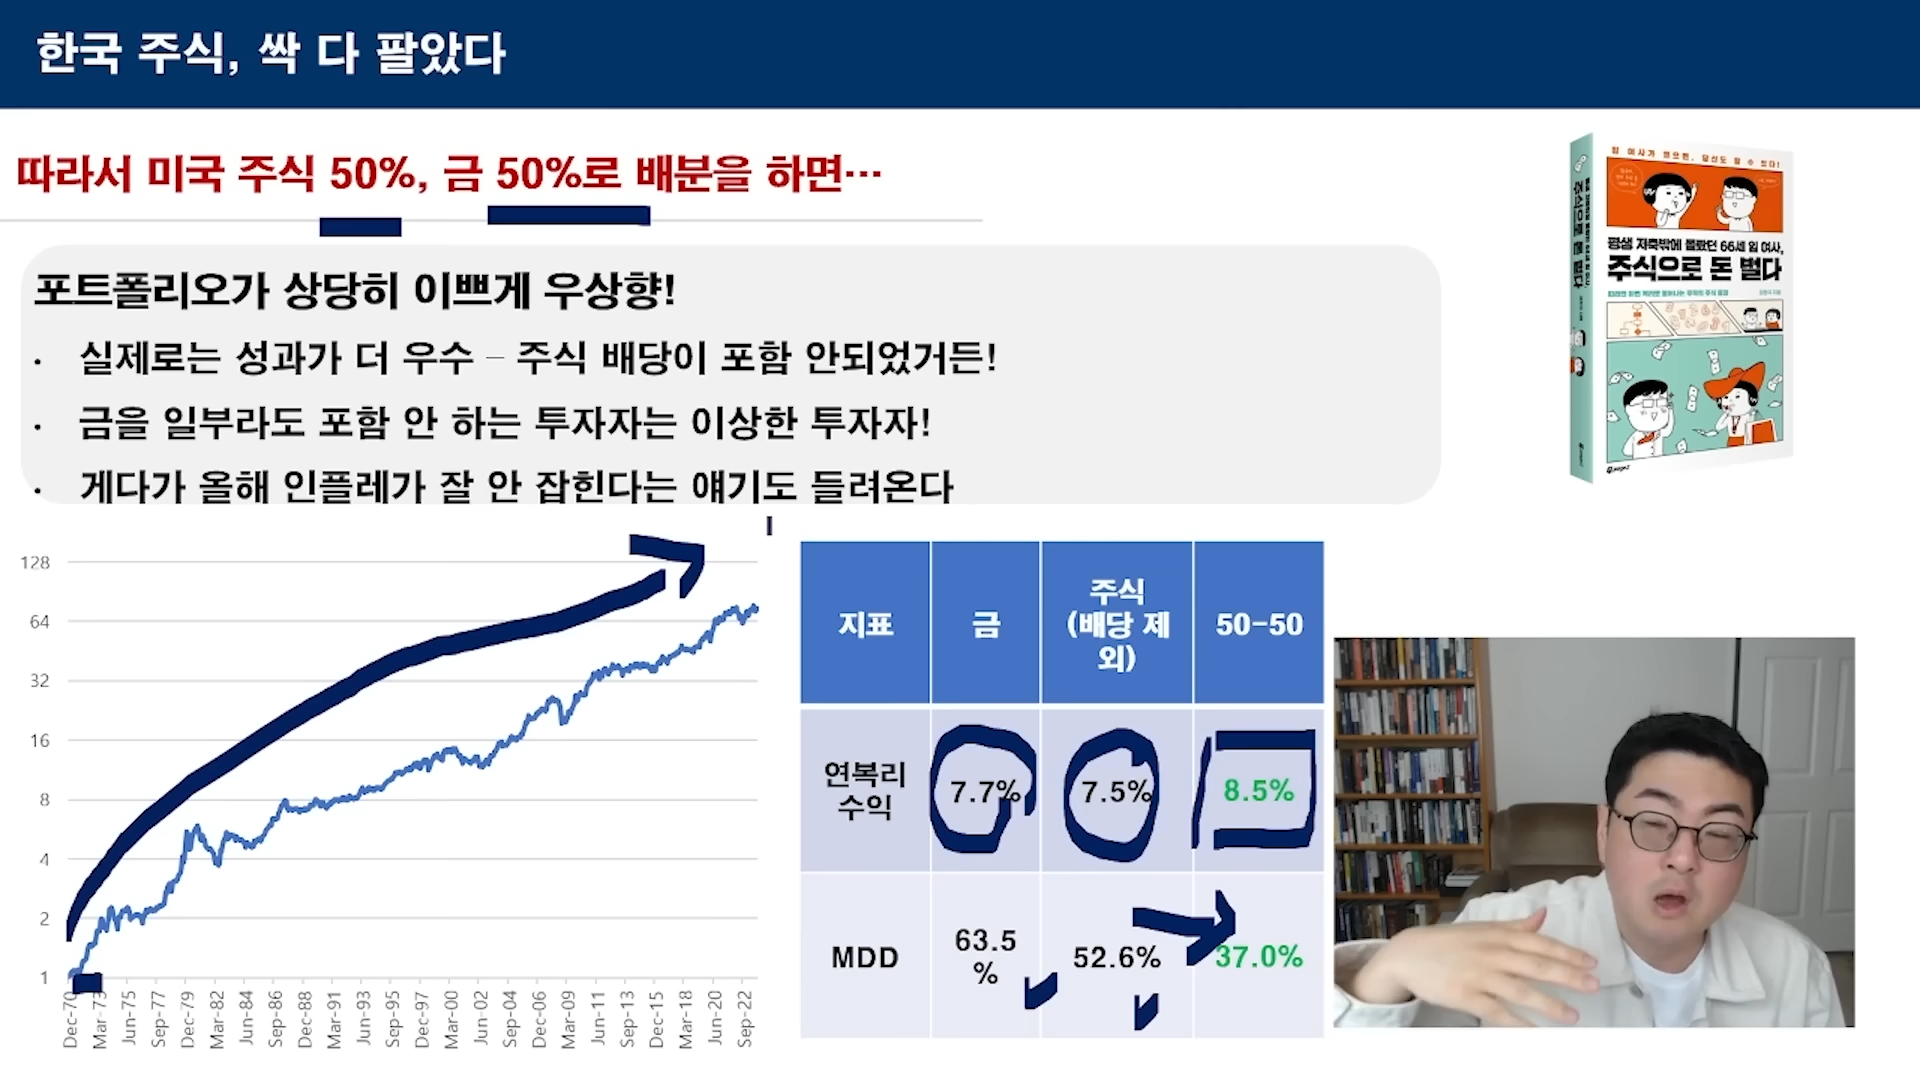 한국 주식, 싹 다 팔았다
따라서 미국 주식 50%, 금 50%로 배분을 하면…
포트폴리오가 상당히 이쁘게 우상향!
· 실제로는 성과가 더 우수 – 주식 배당이 포함 안되었거든!
· 금을 일부라도 포함 안 하는 투자자는 이상한 투자자!
· 게다가 올해 인플레가 잘 안 잡힌다는 얘기도 들려온다
평생 저축밖에 몰랐던 66세 임 여사,
주식으로 돈 벌다
128
64
32
16
8
4
2
1
Dec-70
Mar-73
Jun-75
Sep-77
Dec-79
Mar-82
Jun-84
Sep-86
Dec-88
Mar-91
Jun-93
Sep-95
Dec-97
Mar-00
Jun-02
Sep-04
Dec-06
Mar-09
Jun-11
Sep-13
Dec-15
Mar-18
Jun-20
Sep-22
지표
금
주식
(배당 제
외)
50-50
연복리
수익
7.7%
7.5%
8.5%
MDD
63.5
%
52.6%
37.0%